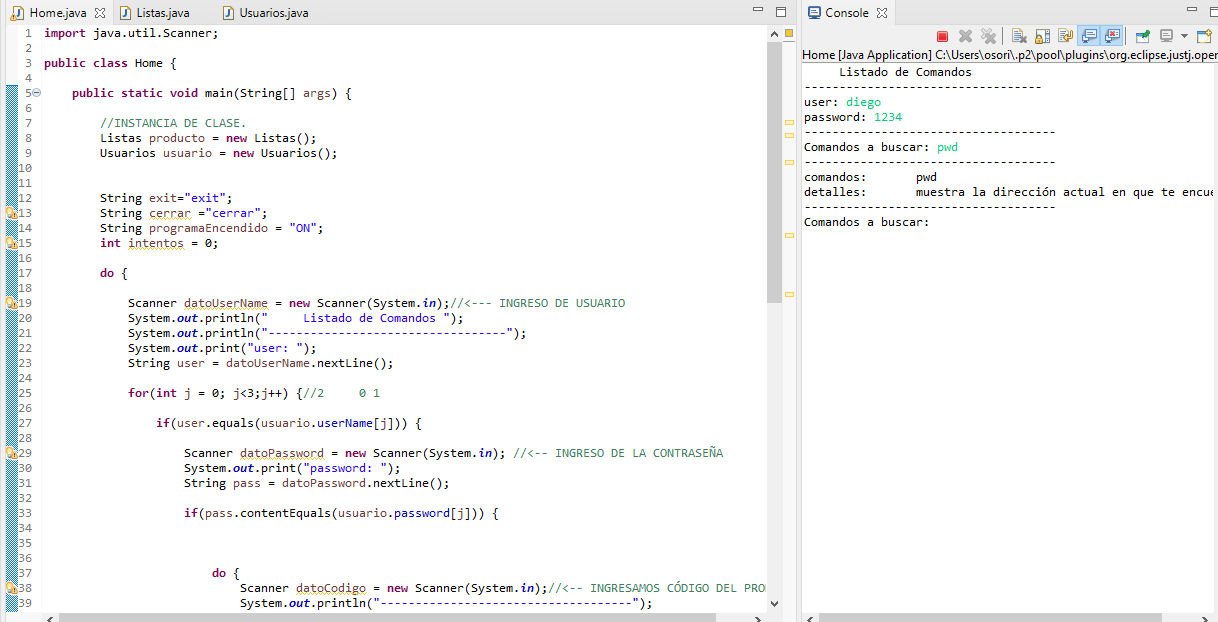 Home.java
Listas.java
Usuarios.java
1 import java.util.Scanner;
2
3 public class Home {
4
5 public static void main(String[] args) {
6
7 //INSTANCIA DE CLASE.
8 Listas producto = new Listas();
9 Usuarios usuario = new Usuarios();
10
11
12 String exit="exit";
13 String cerrar ="cerrar";
14 String programaEncendido = "ON";
15 int intentos = 0;
16
17 do {
18
19 Scanner datoUserName = new Scanner(System.in);//<--- INGRESO DE USUARIO
20 System.out.println("     Listado de Comandos ");
21 System.out.println("----------------------------------");
22 System.out.print("user: ");
23 String user = datoUserName.nextLine();
24
25 for(int j = 0; j<3;j++) {//2     0 1
26
27 if(user.equals(usuario.userName[j])) {
28
29 Scanner datoPassword = new Scanner(System.in); //<-- INGRESO DE LA CONTRASEÑA
30 System.out.print("password: ");
31 String pass = datoPassword.nextLine();
32
33 if(pass.contentEquals(usuario.password[j])) {
34
35
36
37 do {
38 Scanner datoCodigo = new Scanner(System.in);//<-- INGRESAMOS CÓDIGO DEL PRO
39 System.out.println("------------------------------------");
Console
Home [Java Application] C:\Users\osori\.p2\pool\plugins\org.eclipse.justj.oper
Listado de Comandos
----------------------------------
user: diego
password: 1234
------------------------------------
Comandos a buscar: pwd
------------------------------------
comandos:       pwd
detalles:       muestra la dirección actual en que te encue
------------------------------------
Comandos a buscar: